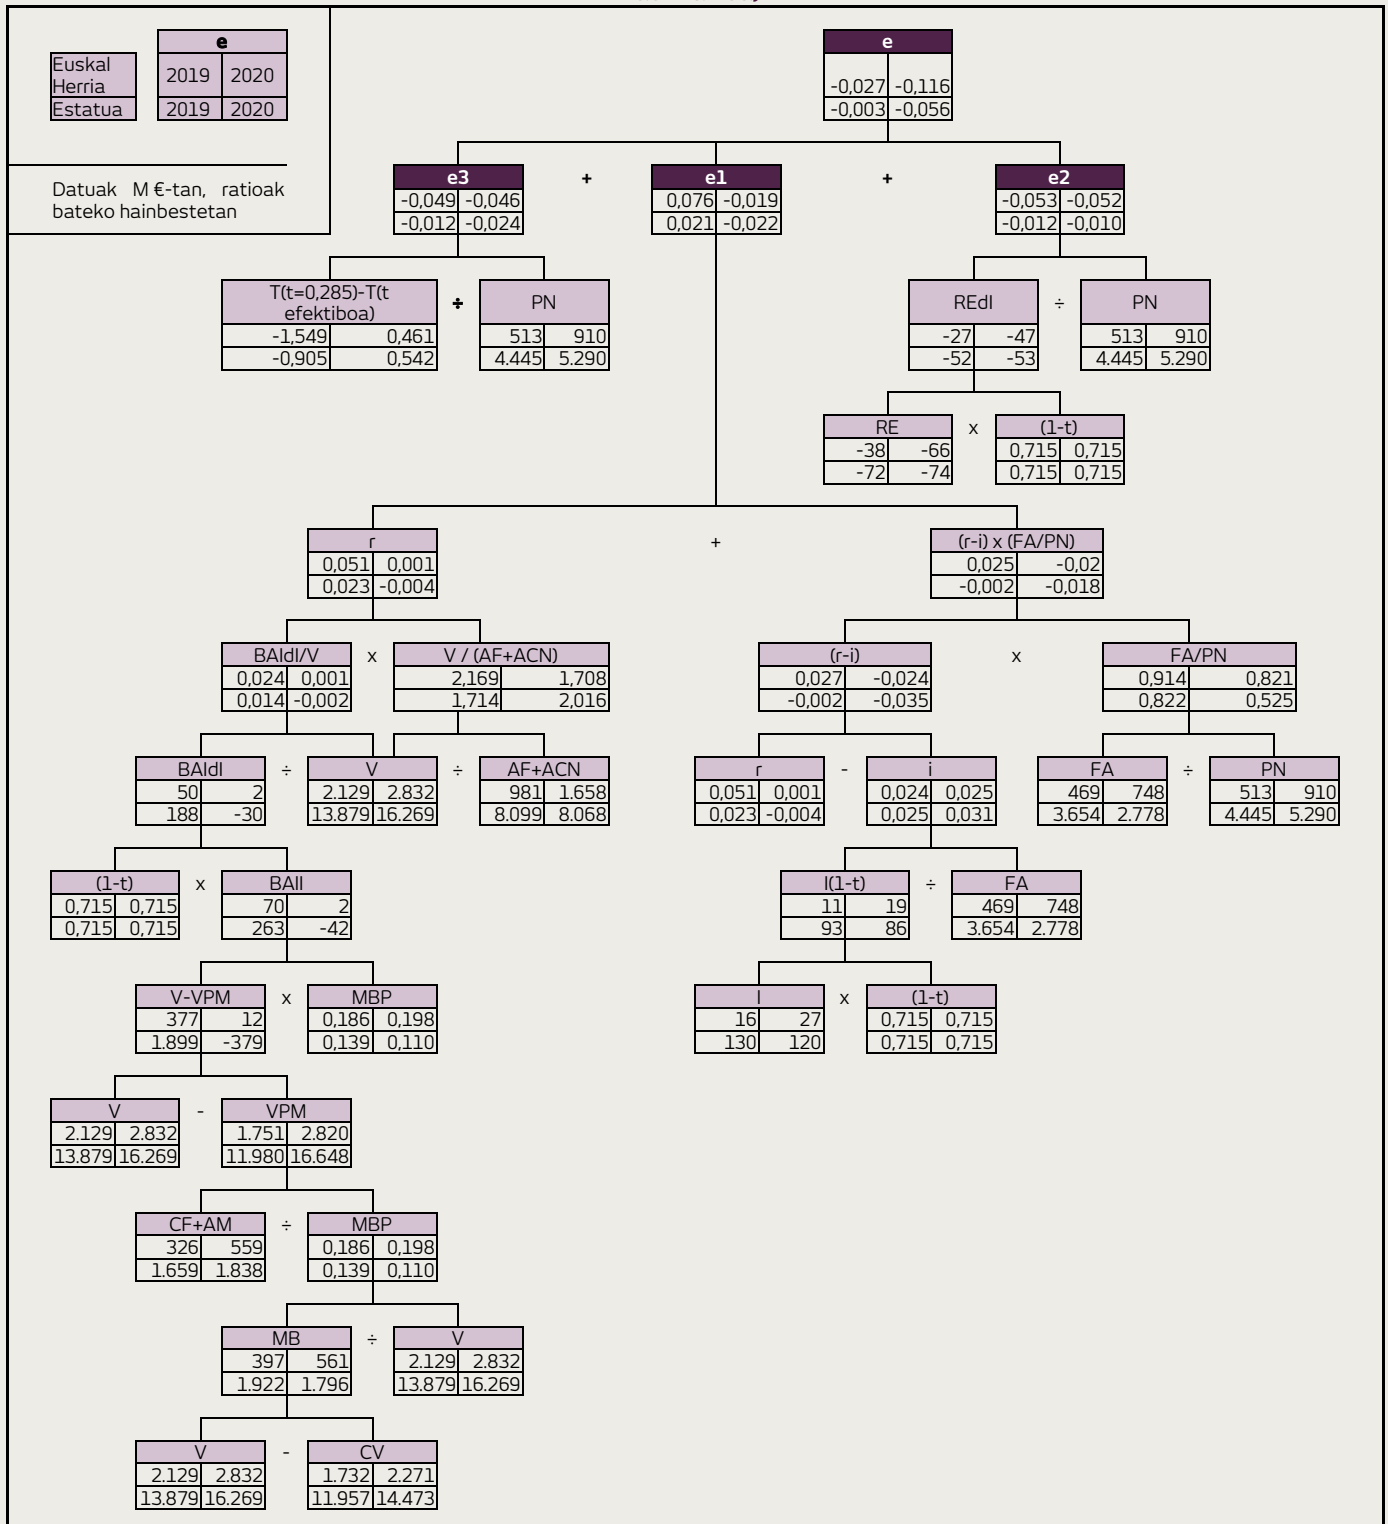 e
Euskal Herria 2019 2020
Estatua 2019 2020
Datuak M €-tan, ratioak
bateko hainbestetan
e
-0,027 -0,116
-0,003 -0,056
e3 + e1 + e2
-0,049 -0,046 0,076 -0,019 -0,053 -0,052
-0,012 -0,024 0,021 -0,022 -0,012 -0,010
T(t=0,285)-T(t
efektiboa) ÷ PN REdI ÷ PN
-1,549 0,461 513 910 -27 -47 513 910
-0,905 0,542 4.445 5.290 -52 -53 4.445 5.290
RE x (1-t)
-38 -66 0,715 0,715
-72 -74 0,715 0,715
r + (r-i) x (FA/PN)
0,051 0,001 0,025 -0,02
0,023 -0,004 -0,002 -0,018
BAIdI/V x V / (AF+ACN) (r-i) x FA/PN
0,024 0,001 2,169 1,708 0,027 -0,024 0,914 0,821
0,014 -0,002 1,714 2,016 -0,002 -0,035 0,822 0,525
BAIdI ÷ V ÷ AF+ACN r - i FA ÷ PN
50 2 2.129 2.832 981 1.658 0,051 0,001 0,024 0,025 469 748 513 910
188 -30 13.879 16.269 8.099 8.068 0,023 -0,004 0,025 0,031 3.654 2.778 4.445 5.290
(1-t) x BAII I(1-t) ÷ FA
0,715 0,715 70 2 11 19 469 748
0,715 0,715 263 -42 93 86 3.654 2.778
V-VPM x MBP I x (1-t)
377 12 0,186 0,198 16 27 0,715 0,715
1.899 -379 0,139 0,110 130 120 0,715 0,715
V - VPM
2.129 2.832 1.751 2.820
13.879 16.269 11.980 16.648
CF+AM ÷ MBP
326 559 0,186 0,198
1.659 1.838 0,139 0,110
MB ÷ V
397 561 2.129 2.832
1.922 1.796 13.879 16.269
V - CV
2.129 2.832 1.732 2.271
13.879 16.269 11.957 14.473